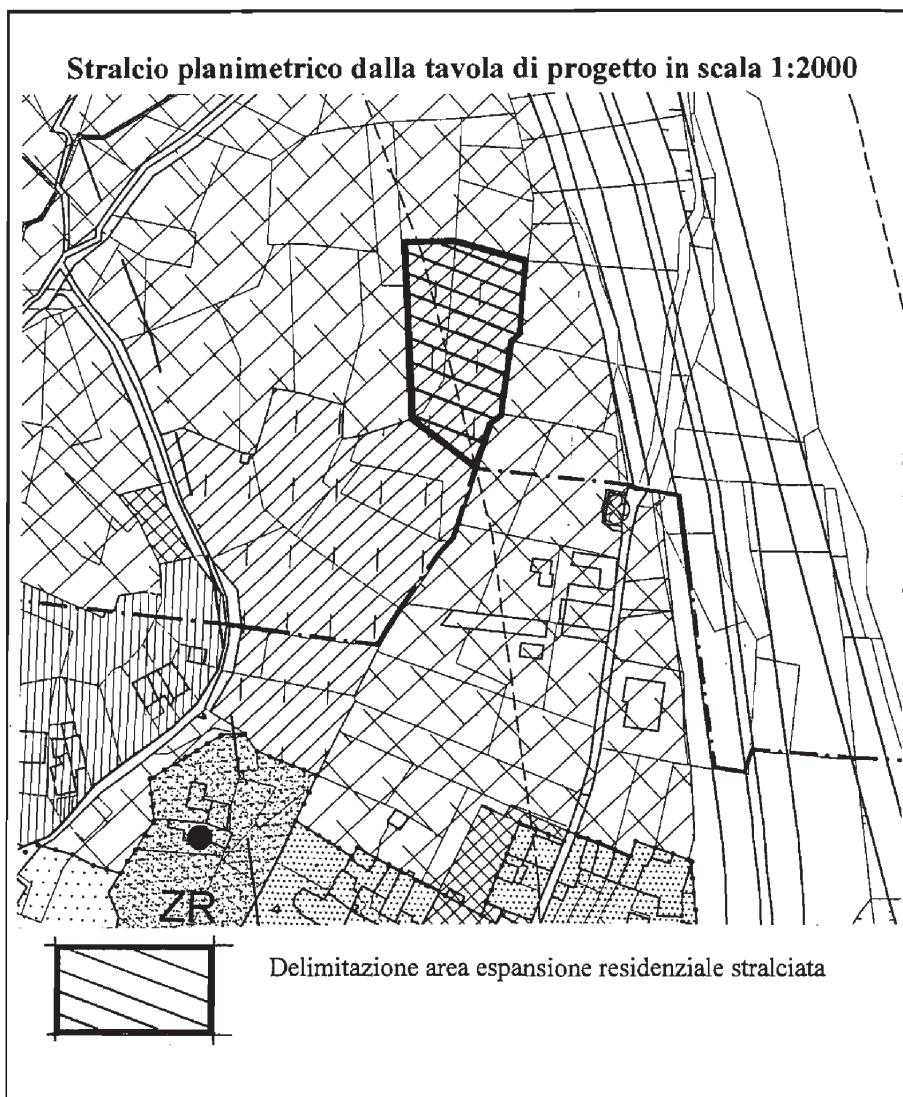 Stralcio planimetrico dalla tavola di progetto in scala 1:2000
ZR
Delimitazione area espansione residenziale stralciata